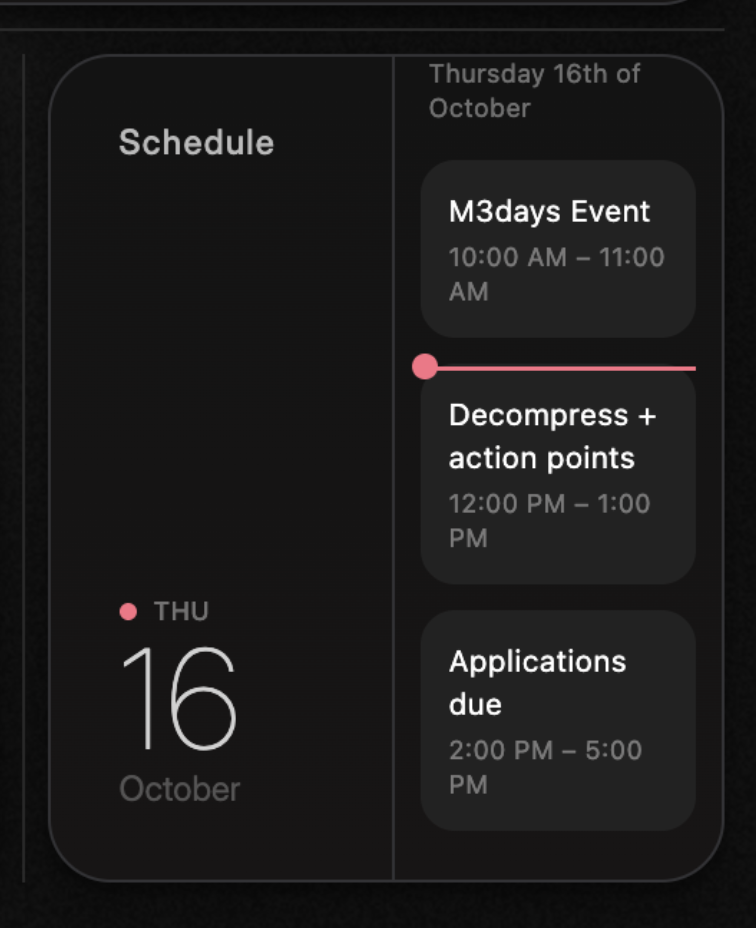 Schedule
THU
16
October
Thursday 16th of
October
M3days Event
10:00 AM – 11:00
AM
Decompress +
action points
12:00 PM – 1:00
PM
Applications
due
2:00 PM – 5:00
PM